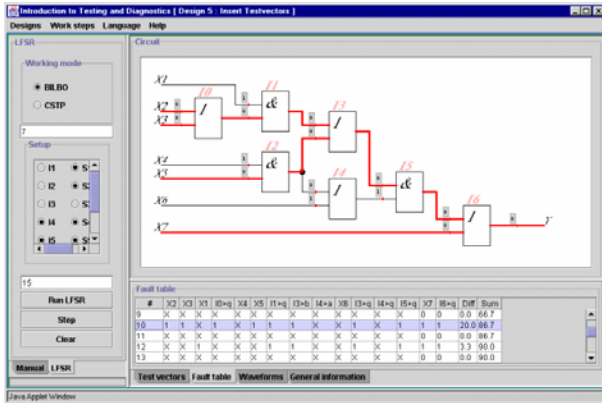 Introduction to Testing and Diagnostics [ Design 5 : Insert Testvectors ]
Designs Work steps Language Help
LFSR
Working mode
BILBO
CSTP
7
Setup
I1 S
I2 S
I3 S
I4 S
I5 S
15
Run LFSR
Step
Clear
Manual LFSR
Circuit
X1
X2
X3
X4
X5
X6
X7
I0
I1
I2
I3
I4
I5
I6
1
&
&
1
1
&
1
Y
Fault table
# X2 X3 X1 I0>q X4 X5 I1>q I3>b I4>a X6 I3>q I4>q I5>q X7 I6>q Diff Sum
9 X X X X X X X X X X X X X 0 0 0.0 66.7
10 1 1 X 1 1 1 1 1 X X 1 X 1 1 1 20.0 86.7
11 X X X X X X X X X X X X X 0 0 0.0 86.7
12 X X 1 X X X 1 1 X X 1 X 1 1 1 3.3 90.0
13 X X X X X X X X X X X X X 0 0 0.0 90.0
Test vectors Fault table Waveforms General information
Java Applet Window